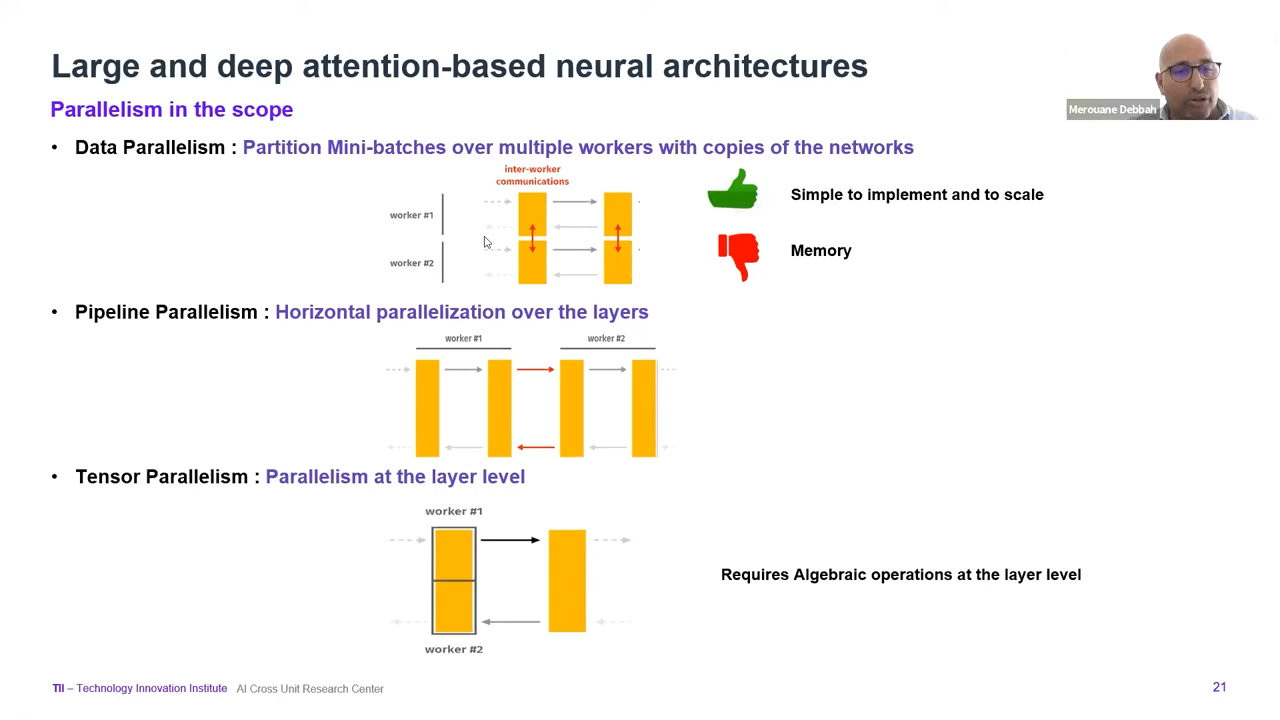 Large and deep attention-based neural architectures
Parallelism in the scope
Merouane Debbah
• Data Parallelism : Partition Mini-batches over multiple workers with copies of the networks
inter-worker
communications
worker #1
worker #2
Simple to implement and to scale
Memory
• Pipeline Parallelism : Horizontal parallelization over the layers
worker #1 worker #2
• Tensor Parallelism : Parallelism at the layer level
worker #1
worker #2
Requires Algebraic operations at the layer level
TII – Technology Innovation Institute AI Cross Unit Research Center
21